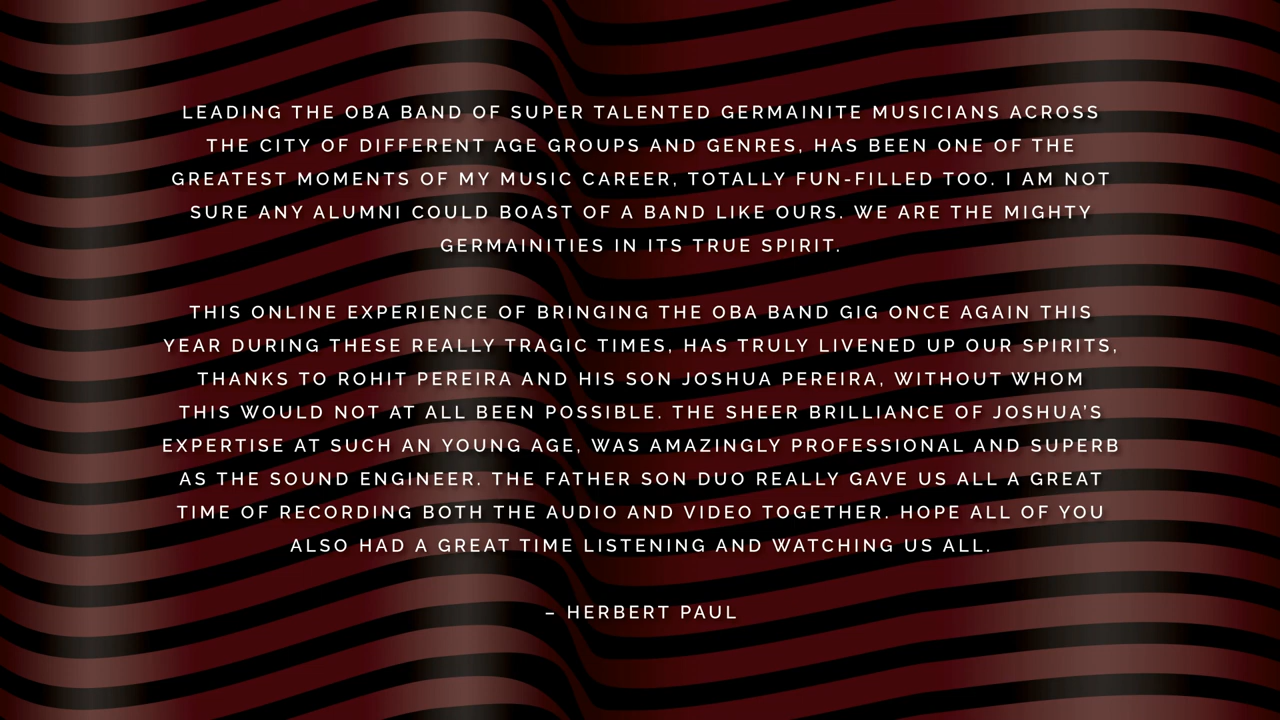 LEADING THE OBA BAND OF SUPER TALENTED GERMAINITE MUSICIANS ACROSS
THE CITY OF DIFFERENT AGE GROUPS AND GENRES, HAS BEEN ONE OF THE
GREATEST MOMENTS OF MY MUSIC CAREER, TOTALLY FUN-FILLED TOO. I AM NOT
SURE ANY ALUMNI COULD BOAST OF A BAND LIKE OURS. WE ARE THE MIGHTY
GERMAINITIES IN ITS TRUE SPIRIT.
THIS ONLINE EXPERIENCE OF BRINGING THE OBA BAND GIG ONCE AGAIN THIS
YEAR DURING THESE REALLY TRAGIC TIMES, HAS TRULY LIVENED UP OUR SPIRITS,
THANKS TO ROHIT PEREIRA AND HIS SON JOSHUA PEREIRA, WITHOUT WHOM
THIS WOULD NOT AT ALL BEEN POSSIBLE. THE SHEER BRILLIANCE OF JOSHUA'S
EXPERTISE AT SUCH AN YOUNG AGE, WAS AMAZINGLY PROFESSIONAL AND SUPERB
AS THE SOUND ENGINEER. THE FATHER SON DUO REALLY GAVE US ALL A GREAT
TIME OF RECORDING BOTH THE AUDIO AND VIDEO TOGETHER. HOPE ALL OF YOU
ALSO HAD A GREAT TIME LISTENING AND WATCHING US ALL.
– HERBERT PAUL